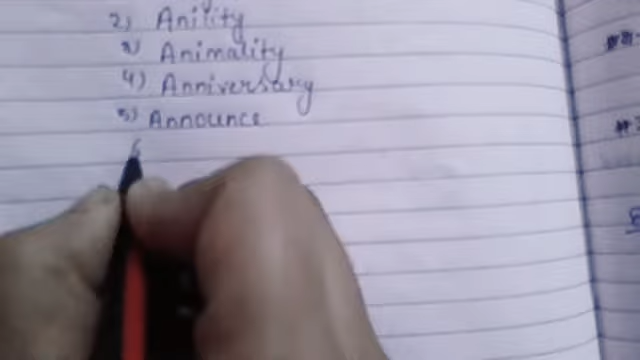 2) Anility
3) Animality
4) Anniversary
5) Announce
6